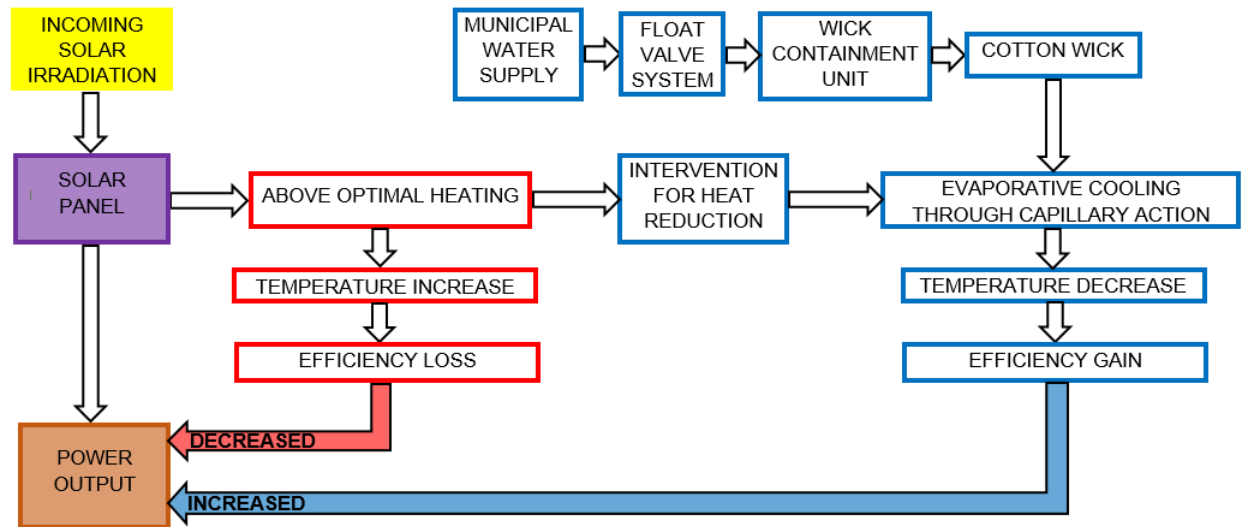 INCOMING
SOLAR
IRRADIATION
MUNICIPAL
WATER
SUPPLY
FLOAT
VALVE
SYSTEM
WICK
CONTAINMENT
UNIT
COTTON WICK
SOLAR
PANEL
ABOVE OPTIMAL HEATING
INTERVENTION
FOR HEAT
REDUCTION
EVAPORATIVE COOLING
THROUGH CAPILLARY ACTION
TEMPERATURE INCREASE
TEMPERATURE DECREASE
EFFICIENCY LOSS
EFFICIENCY GAIN
DECREASED
POWER
OUTPUT
INCREASED